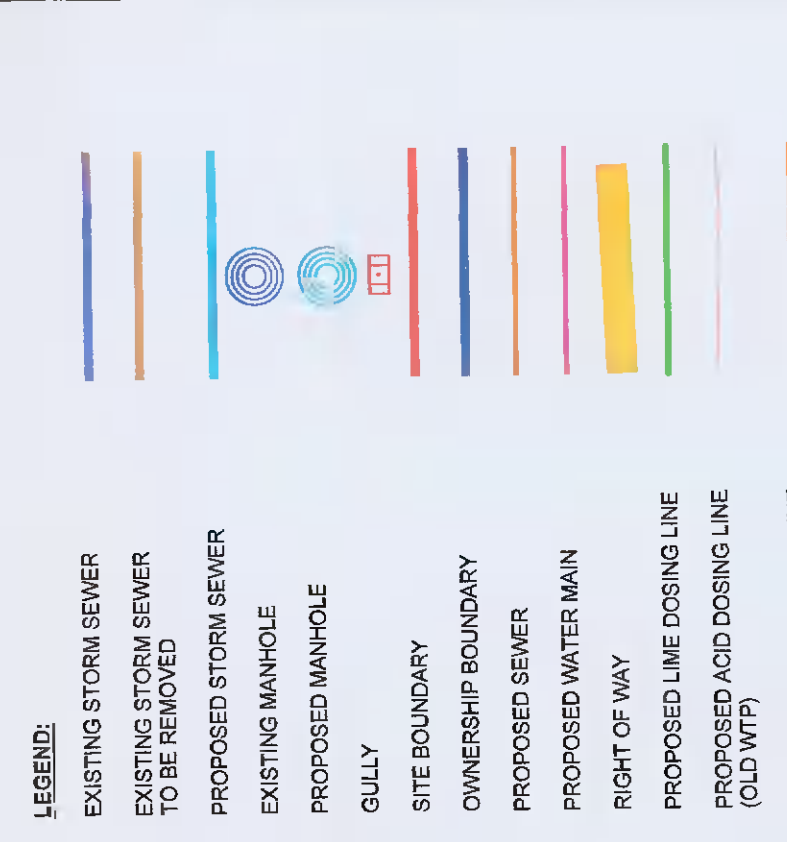 LEGEND:
EXISTING STORM SEWER
EXISTING STORM SEWER
TO BE REMOVED
PROPOSED STORM SEWER
EXISTING MANHOLE
PROPOSED MANHOLE
GULLY
SITE BOUNDARY
OWNERSHIP BOUNDARY
PROPOSED SEWER
PROPOSED WATER MAIN
RIGHT OF WAY
PROPOSED LIME DOSING LINE
PROPOSED ACID DOSING LINE
(OLD WTP)